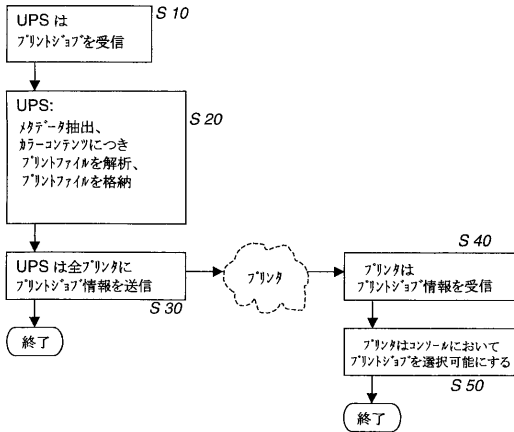 S 10
UPS は
プリントジョブを受信
UPS:
S 20
メタデータ抽出、
カラーコンテンツにつき
プリントファイルを解析、
プリントファイルを格納
UPS は全プリンタに
プリントジョブ情報を送信
S 30
終了
プリンタ
S 40
プリンタは
プリントジョブ情報を受信
プリンタはコンソールにおいて
プリントジョブを選択可能にする
S 50
終了